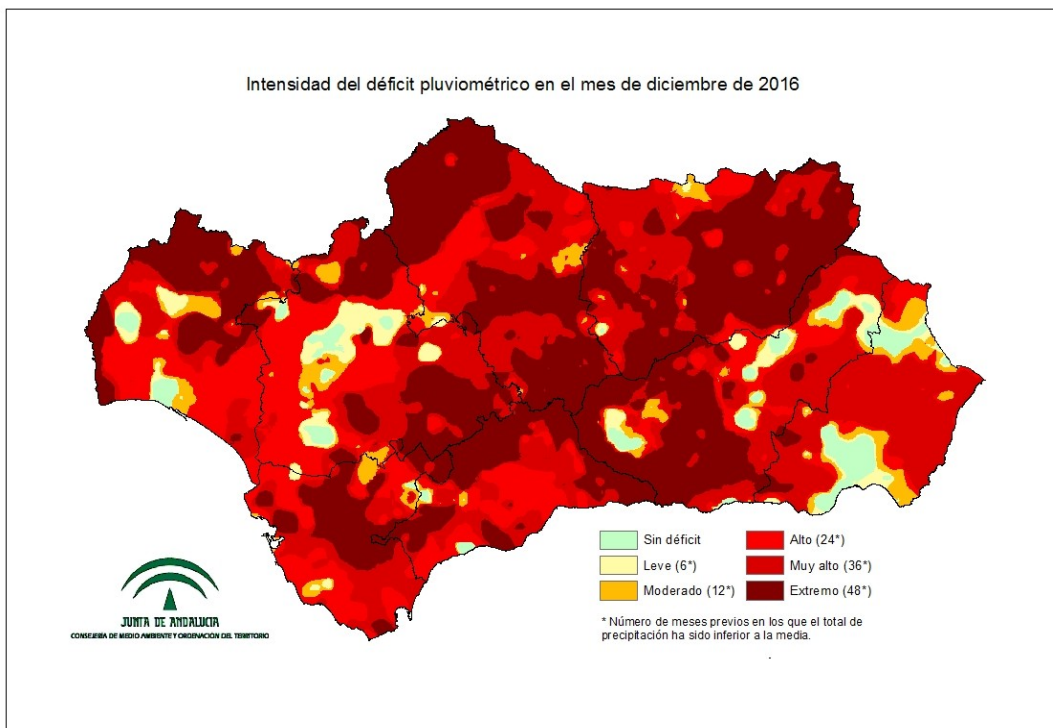 Intensidad del déficit pluviométrico en el mes de diciembre de 2016
Sin déficit
Leve (6*)
Moderado (12*)
Alto (24*)
Muy alto (36*)
Extremo (48*)
* Número de meses previos en los que el total de
precipitación ha sido inferior a la media.
JUNTA DE ANDALUCIA
CONSEJERIA DE MEDIO AMBIENTE Y ORDENACIÓN DEL TERRITORIO